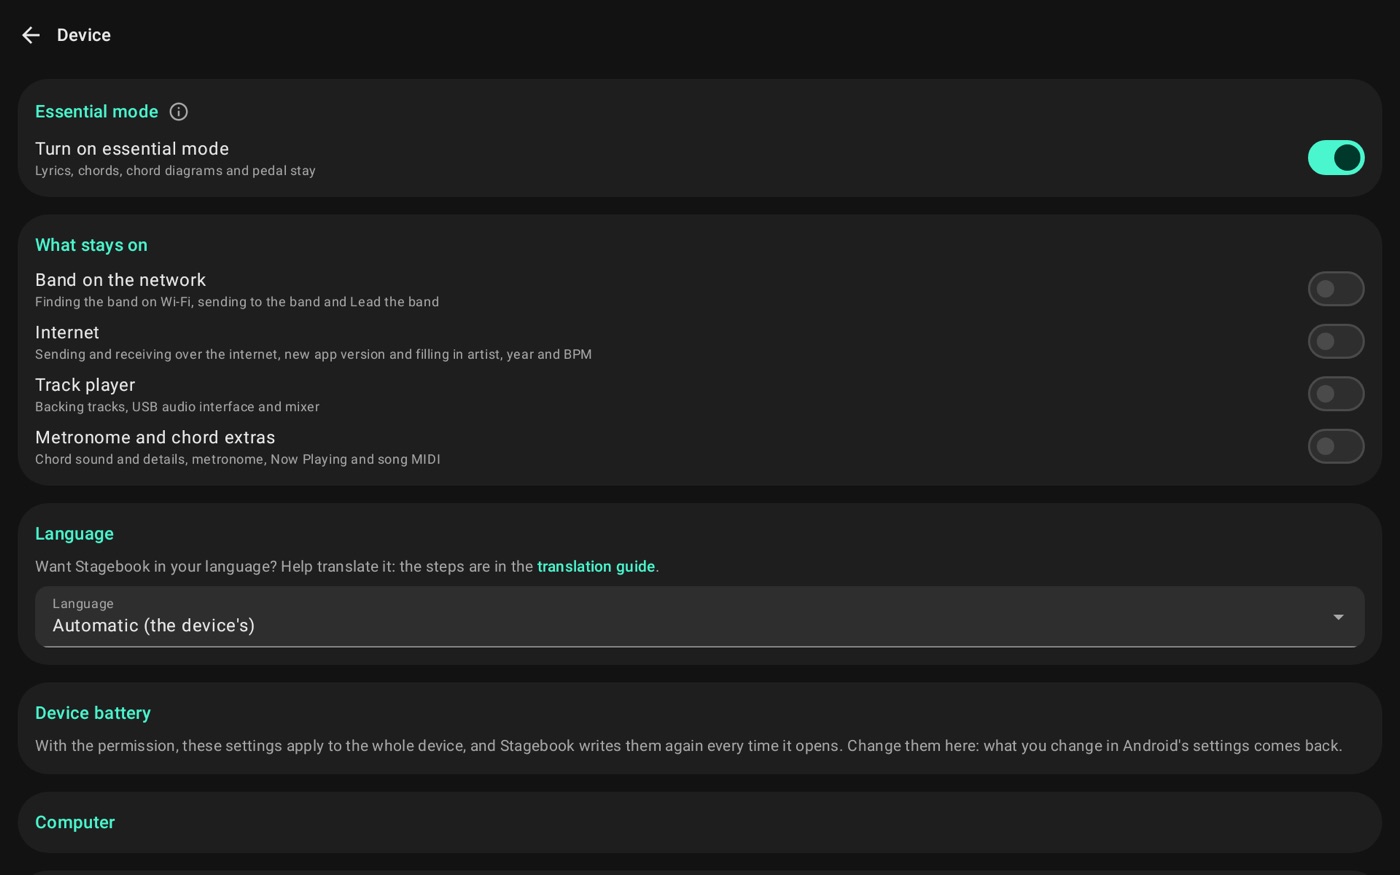 Device
Essential mode
Turn on essential mode
Lyrics, chords, chord diagrams and pedal stay
What stays on
Band on the network
Finding the band on Wi-Fi, sending to the band and Lead the band
Internet
Sending and receiving over the internet, new app version and filling in artist, year and BPM
Track player
Backing tracks, USB audio interface and mixer
Metronome and chord extras
Chord sound and details, metronome, Now Playing and song MIDI
Language
Want Stagebook in your language? Help translate it: the steps are in the translation guide.
Language
Automatic (the device's)
Device battery
With the permission, these settings apply to the whole device, and Stagebook writes them again every time it opens. Change them here: what you change in Android's settings comes back.
Computer